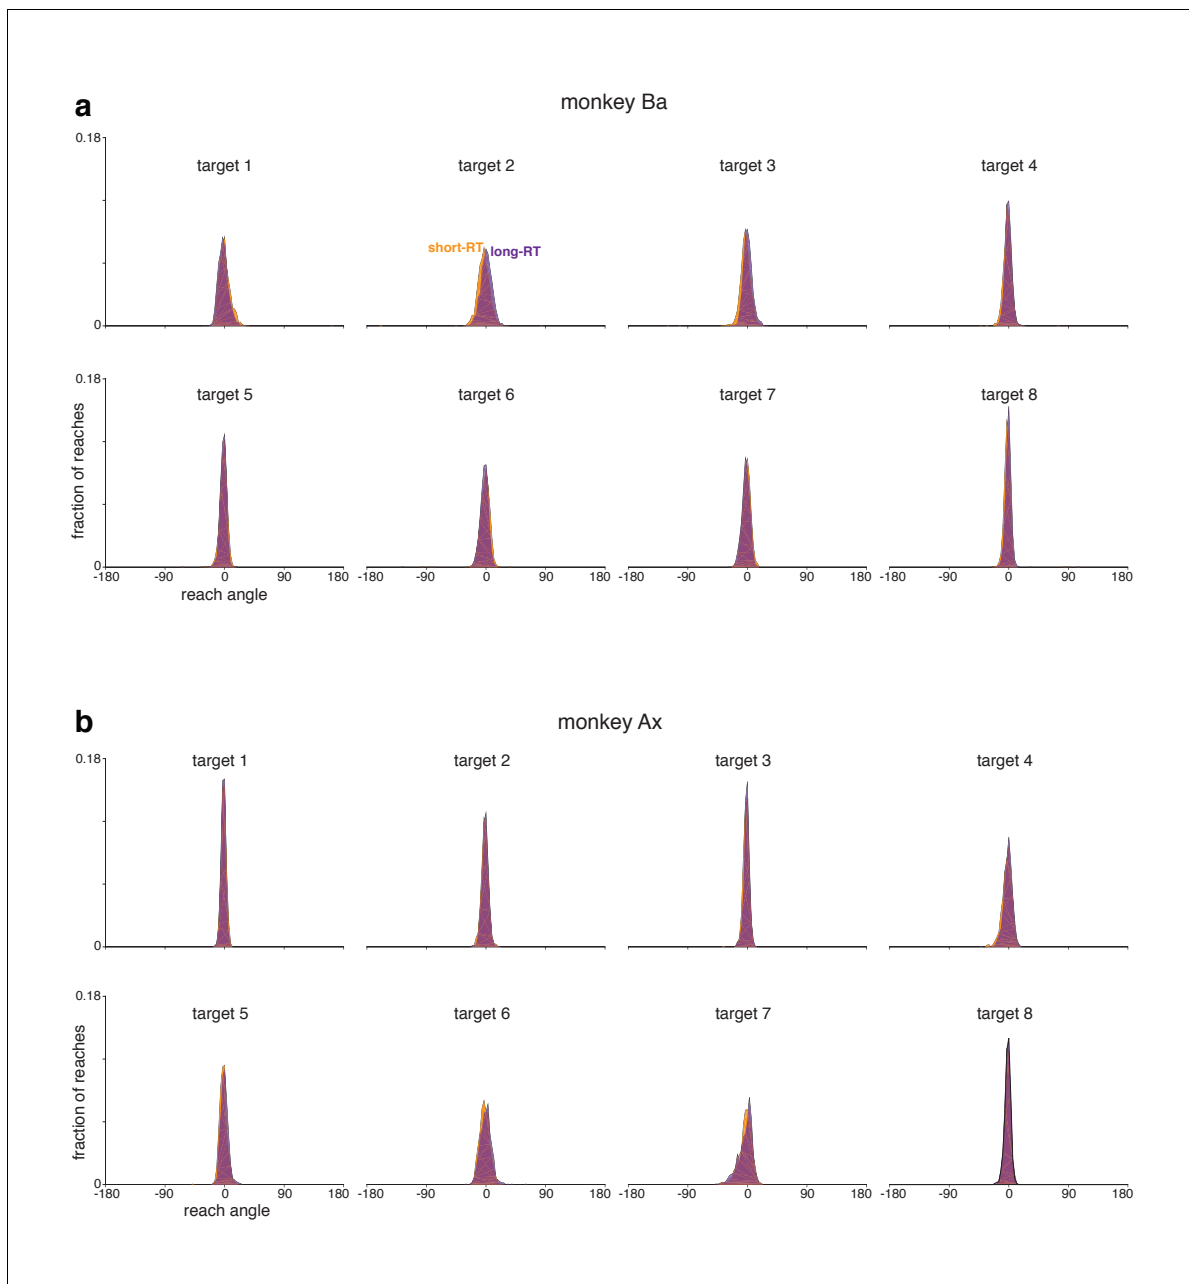 a
monkey Ba
0.18
target 1
target 2
target 3
target 4
short-RT
long-RT
0
0.18
target 5
target 6
target 7
target 8
fraction of reaches
0
-180 -90 0 90 180
-180 -90 0 90 180
-180 -90 0 90 180
-180 -90 0 90 180
reach angle
b
monkey Ax
0.18
target 1
target 2
target 3
target 4
0
0.18
target 5
target 6
target 7
target 8
fraction of reaches
0
-180 -90 0 90 180
-180 -90 0 90 180
-180 -90 0 90 180
-180 -90 0 90 180
reach angle